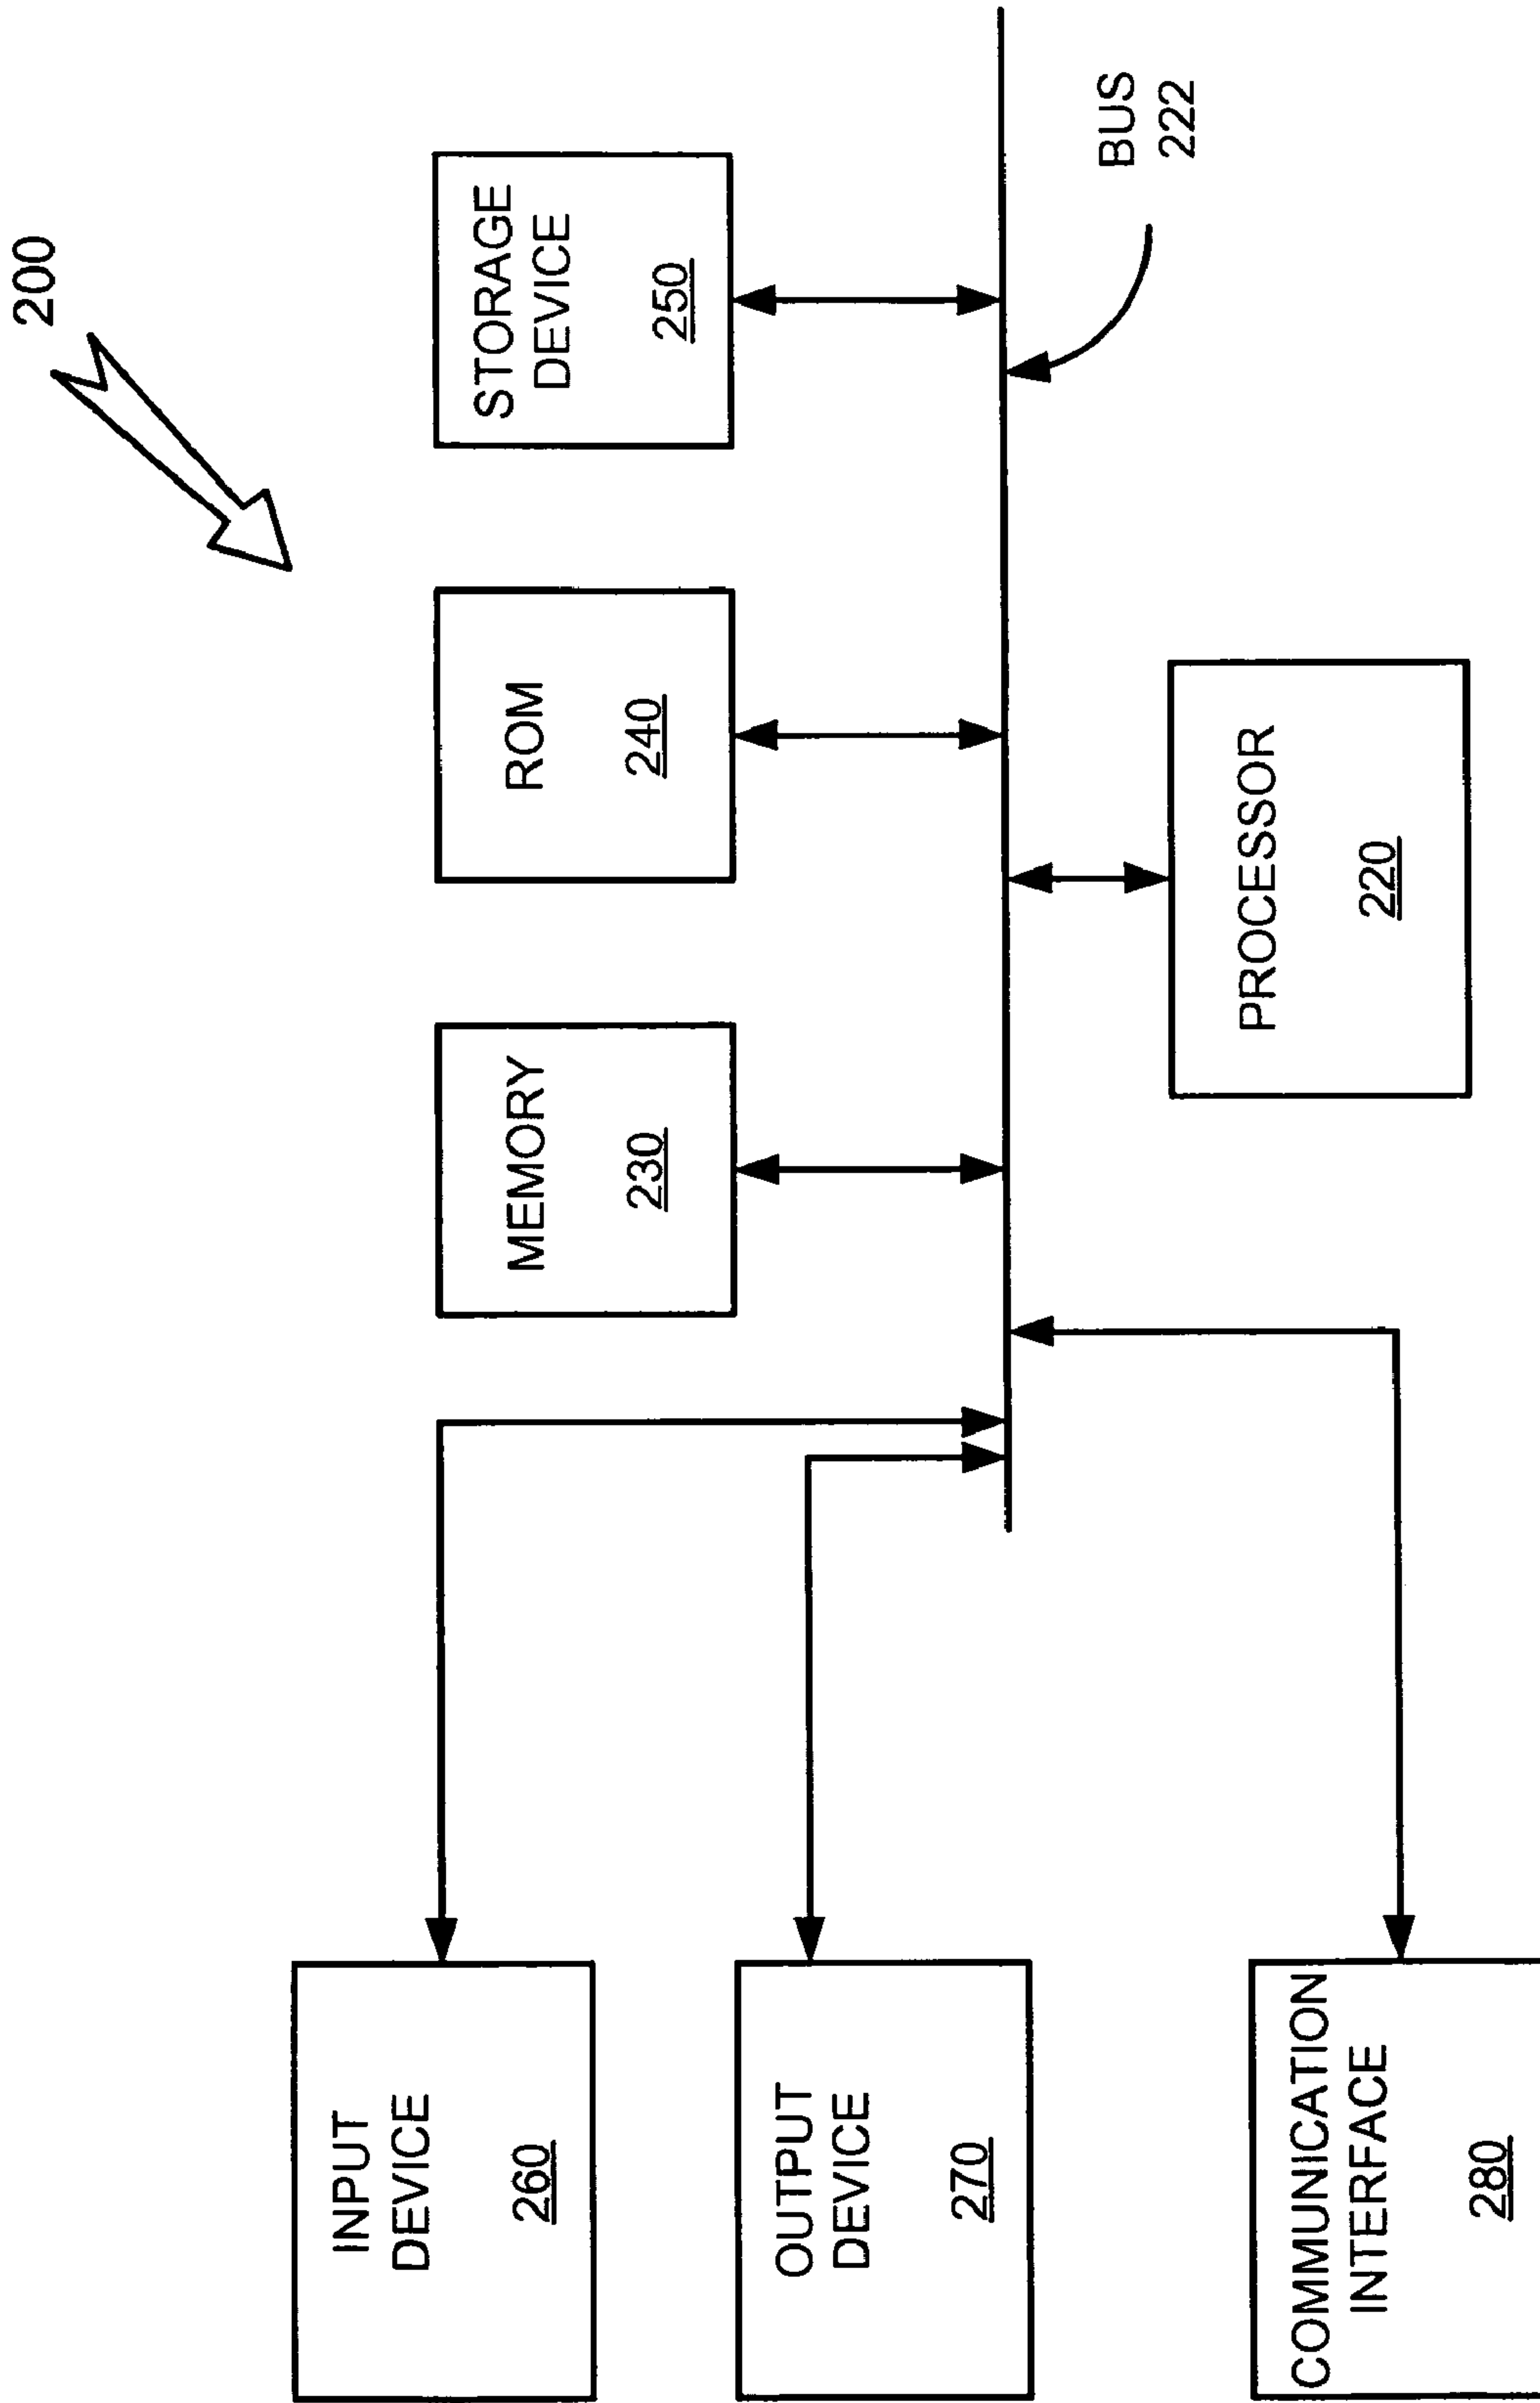 200
INPUT
DEVICE
260
MEMORY
230
ROM
240
STORAGE
DEVICE
250
OUTPUT
DEVICE
270
BUS
222
COMMUNICATION
INTERFACE
280
PROCESSOR
220